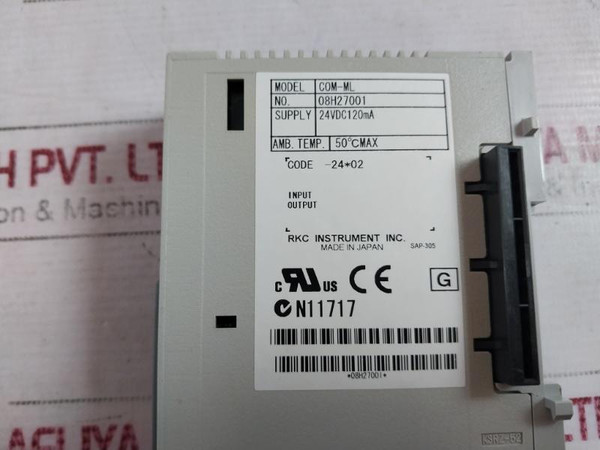 MODEL COM-ML
NO. 08H27001
SUPPLY 24VDC120mA
AMB. TEMP. 50°CMAX
CODE -24*02
INPUT
OUTPUT
RKC INSTRUMENT INC.
MADE IN JAPAN SAP-305
c RU US CE G
N11717
*08H27001*
H PVT. LT
on & Machin